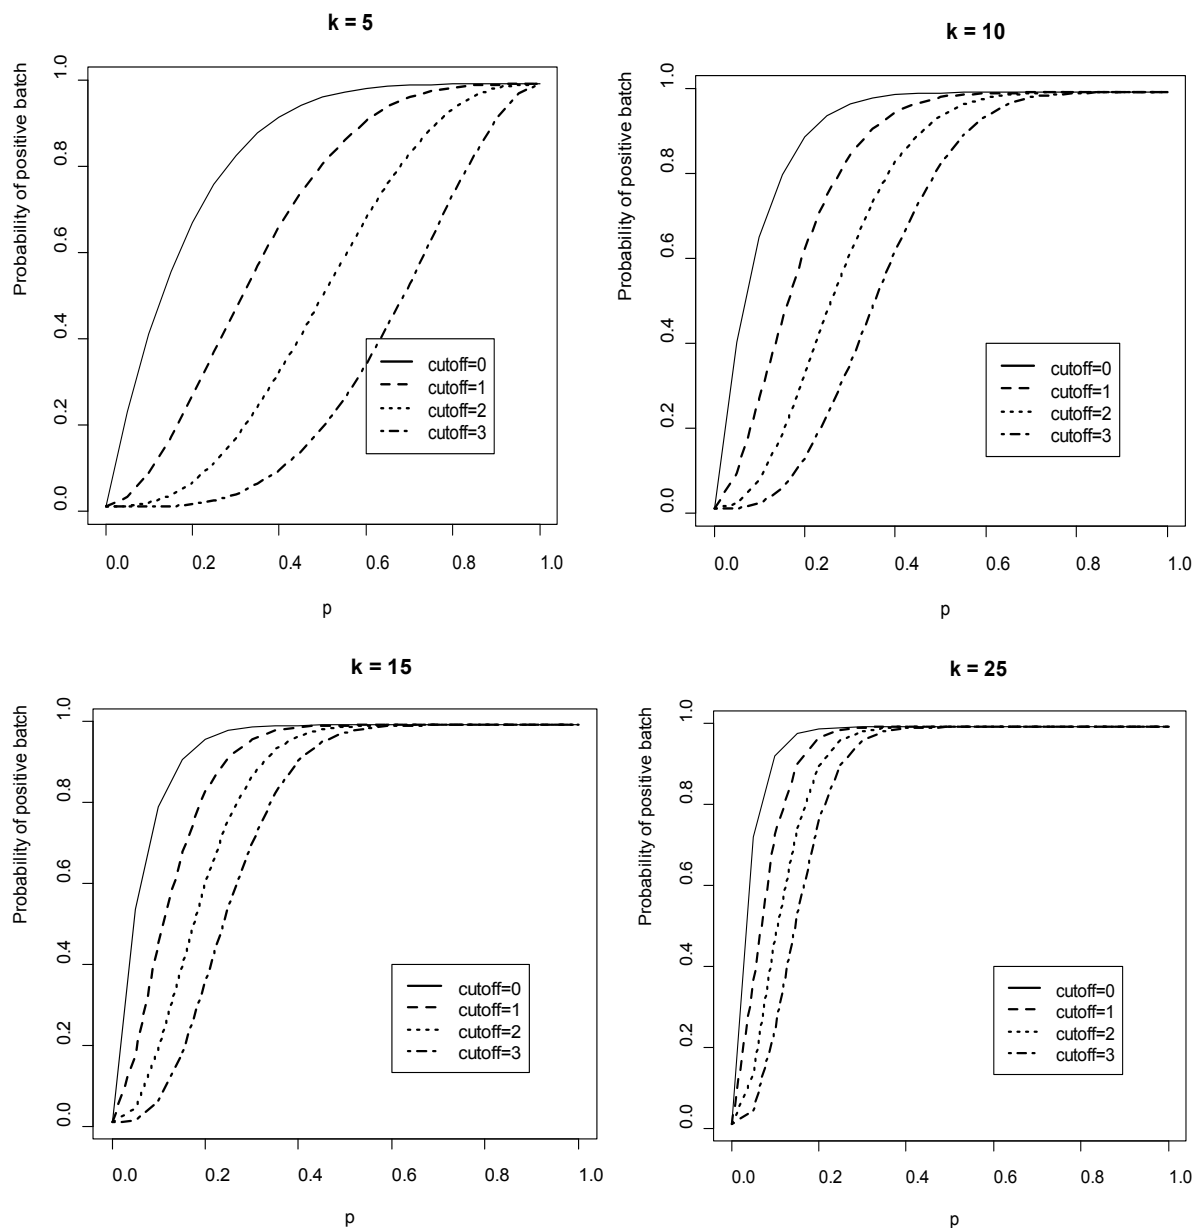 k = 5
Probability of positive batch
1.0
0.8
0.6
0.4
0.2
0.0
cutoff=0
cutoff=1
cutoff=2
cutoff=3
0.0 0.2 0.4 0.6 0.8 1.0
p
k = 10
Probability of positive batch
1.0
0.8
0.6
0.4
0.2
0.0
cutoff=0
cutoff=1
cutoff=2
cutoff=3
0.0 0.2 0.4 0.6 0.8 1.0
p
k = 15
Probability of positive batch
1.0
0.8
0.6
0.4
0.2
0.0
cutoff=0
cutoff=1
cutoff=2
cutoff=3
0.0 0.2 0.4 0.6 0.8 1.0
p
k = 25
Probability of positive batch
1.0
0.8
0.6
0.4
0.2
0.0
cutoff=0
cutoff=1
cutoff=2
cutoff=3
0.0 0.2 0.4 0.6 0.8 1.0
p